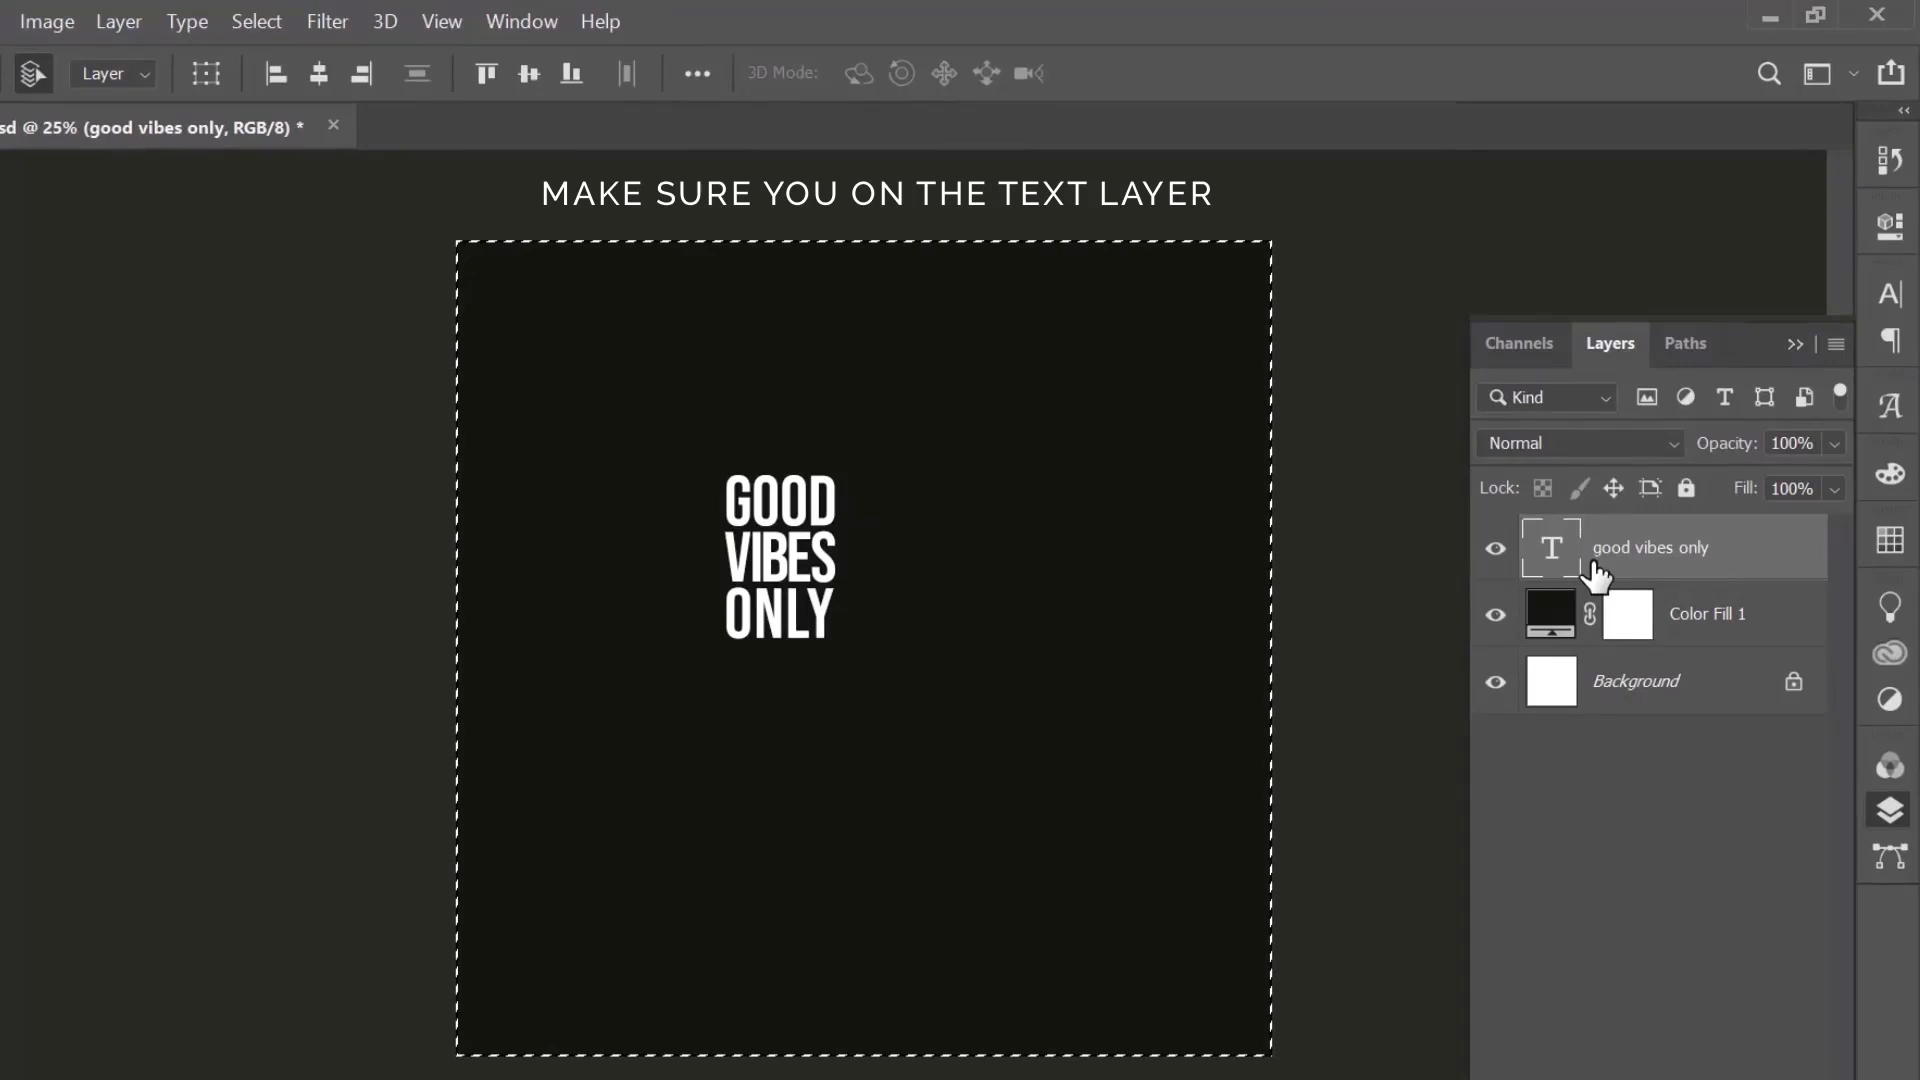 Image Layer Type Select Filter 3D View Window Help
Layer 3D Mode:
sd @ 25% (good vibes only, RGB/8) *
MAKE SURE YOU ON THE TEXT LAYER
GOOD
VIBES
ONLY
Channels Layers Paths
Kind
Normal Opacity: 100%
Lock: Fill: 100%
good vibes only
Color Fill 1
Background